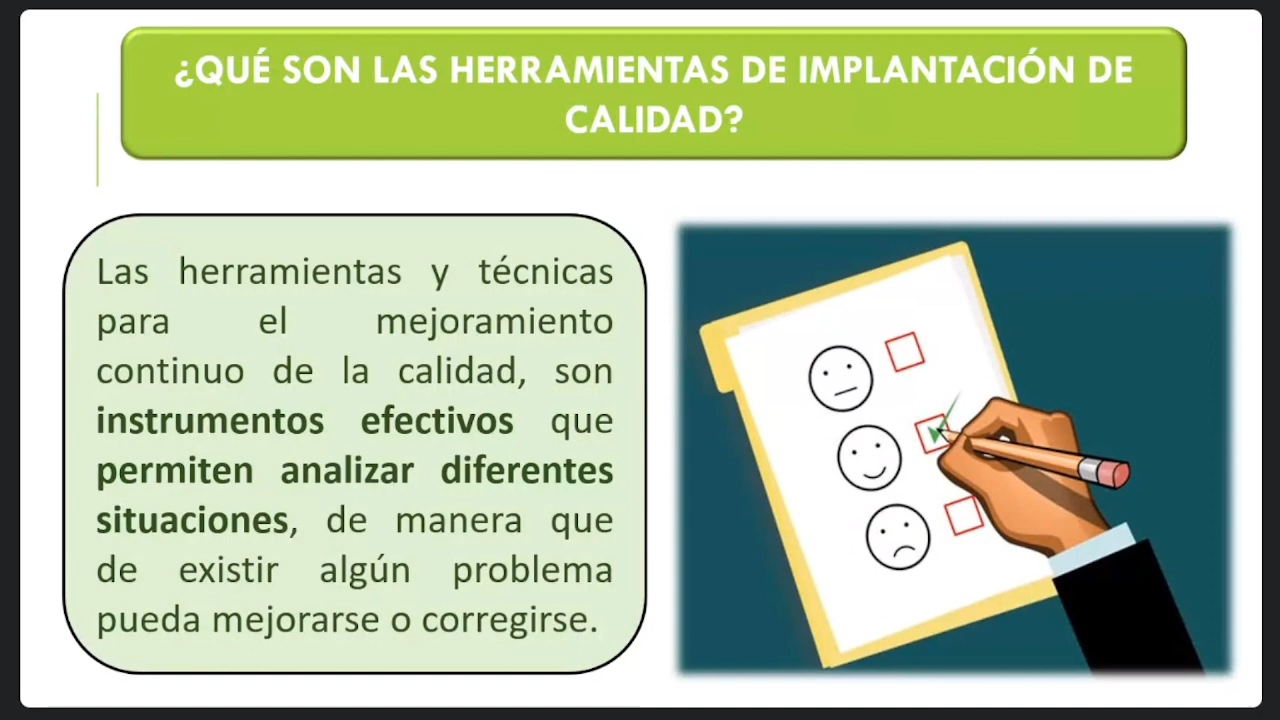 ¿QUÉ SON LAS HERRAMIENTAS DE IMPLANTACIÓN DE
CALIDAD?
Las herramientas y técnicas
para el mejoramiento
continuo de la calidad, son
instrumentos efectivos que
permiten analizar diferentes
situaciones, de manera que
de existir algún problema
pueda mejorarse o corregirse.